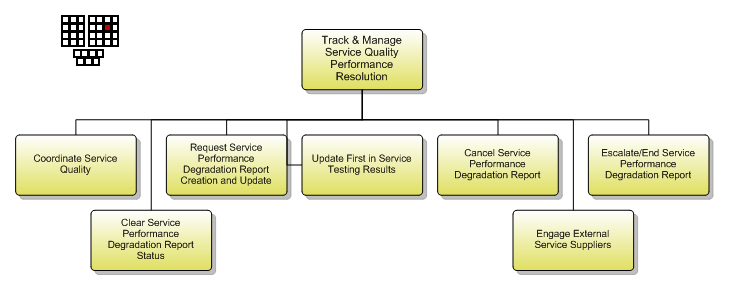 Track & Manage
Service Quality
Performance
Resolution
Coordinate Service
Quality
Request Service
Performance
Degradation Report
Creation and Update
Update First in Service
Testing Results
Cancel Service
Performance
Degradation Report
Escalate/End Service
Performance
Degradation Report
Clear Service
Performance
Degradation Report
Status
Engage External
Service Suppliers